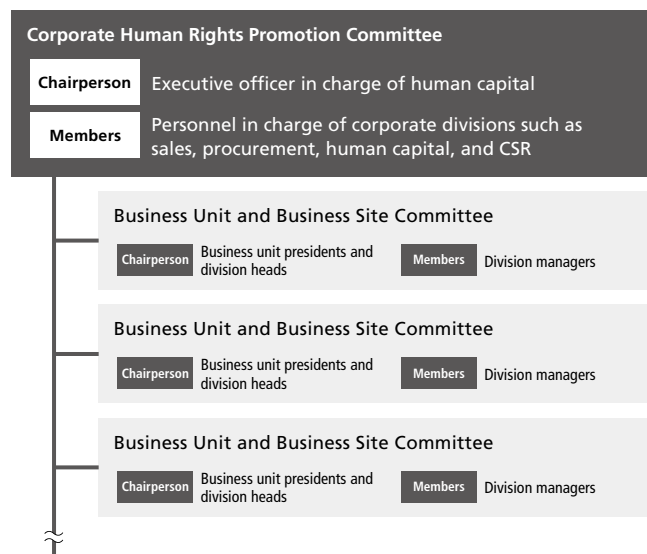 Corporate Human Rights Promotion Committee
Chairperson
Executive officer in charge of human capital
Members
Personnel in charge of corporate divisions such as
sales, procurement, human capital, and CSR
Business Unit and Business Site Committee
Chairperson
Business unit presidents and
division heads
Members
Division managers
Business Unit and Business Site Committee
Chairperson
Business unit presidents and
division heads
Members
Division managers
Business Unit and Business Site Committee
Chairperson
Business unit presidents and
division heads
Members
Division managers